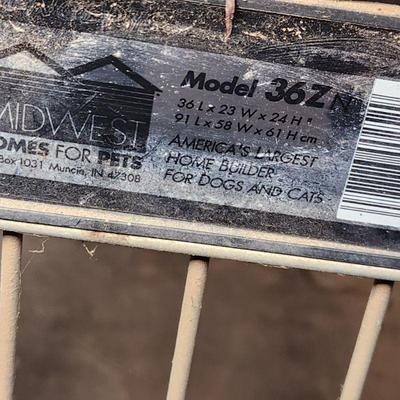 Model 36Z
36 L x 23 W x 24 H "
91 L x 58 W x 61 H cm
AMERICA'S LARGEST
HOME BUILDER
FOR DOGS AND CATS
MIDWEST
OMES FOR PETS
Box 1031 Muncie, IN 47308